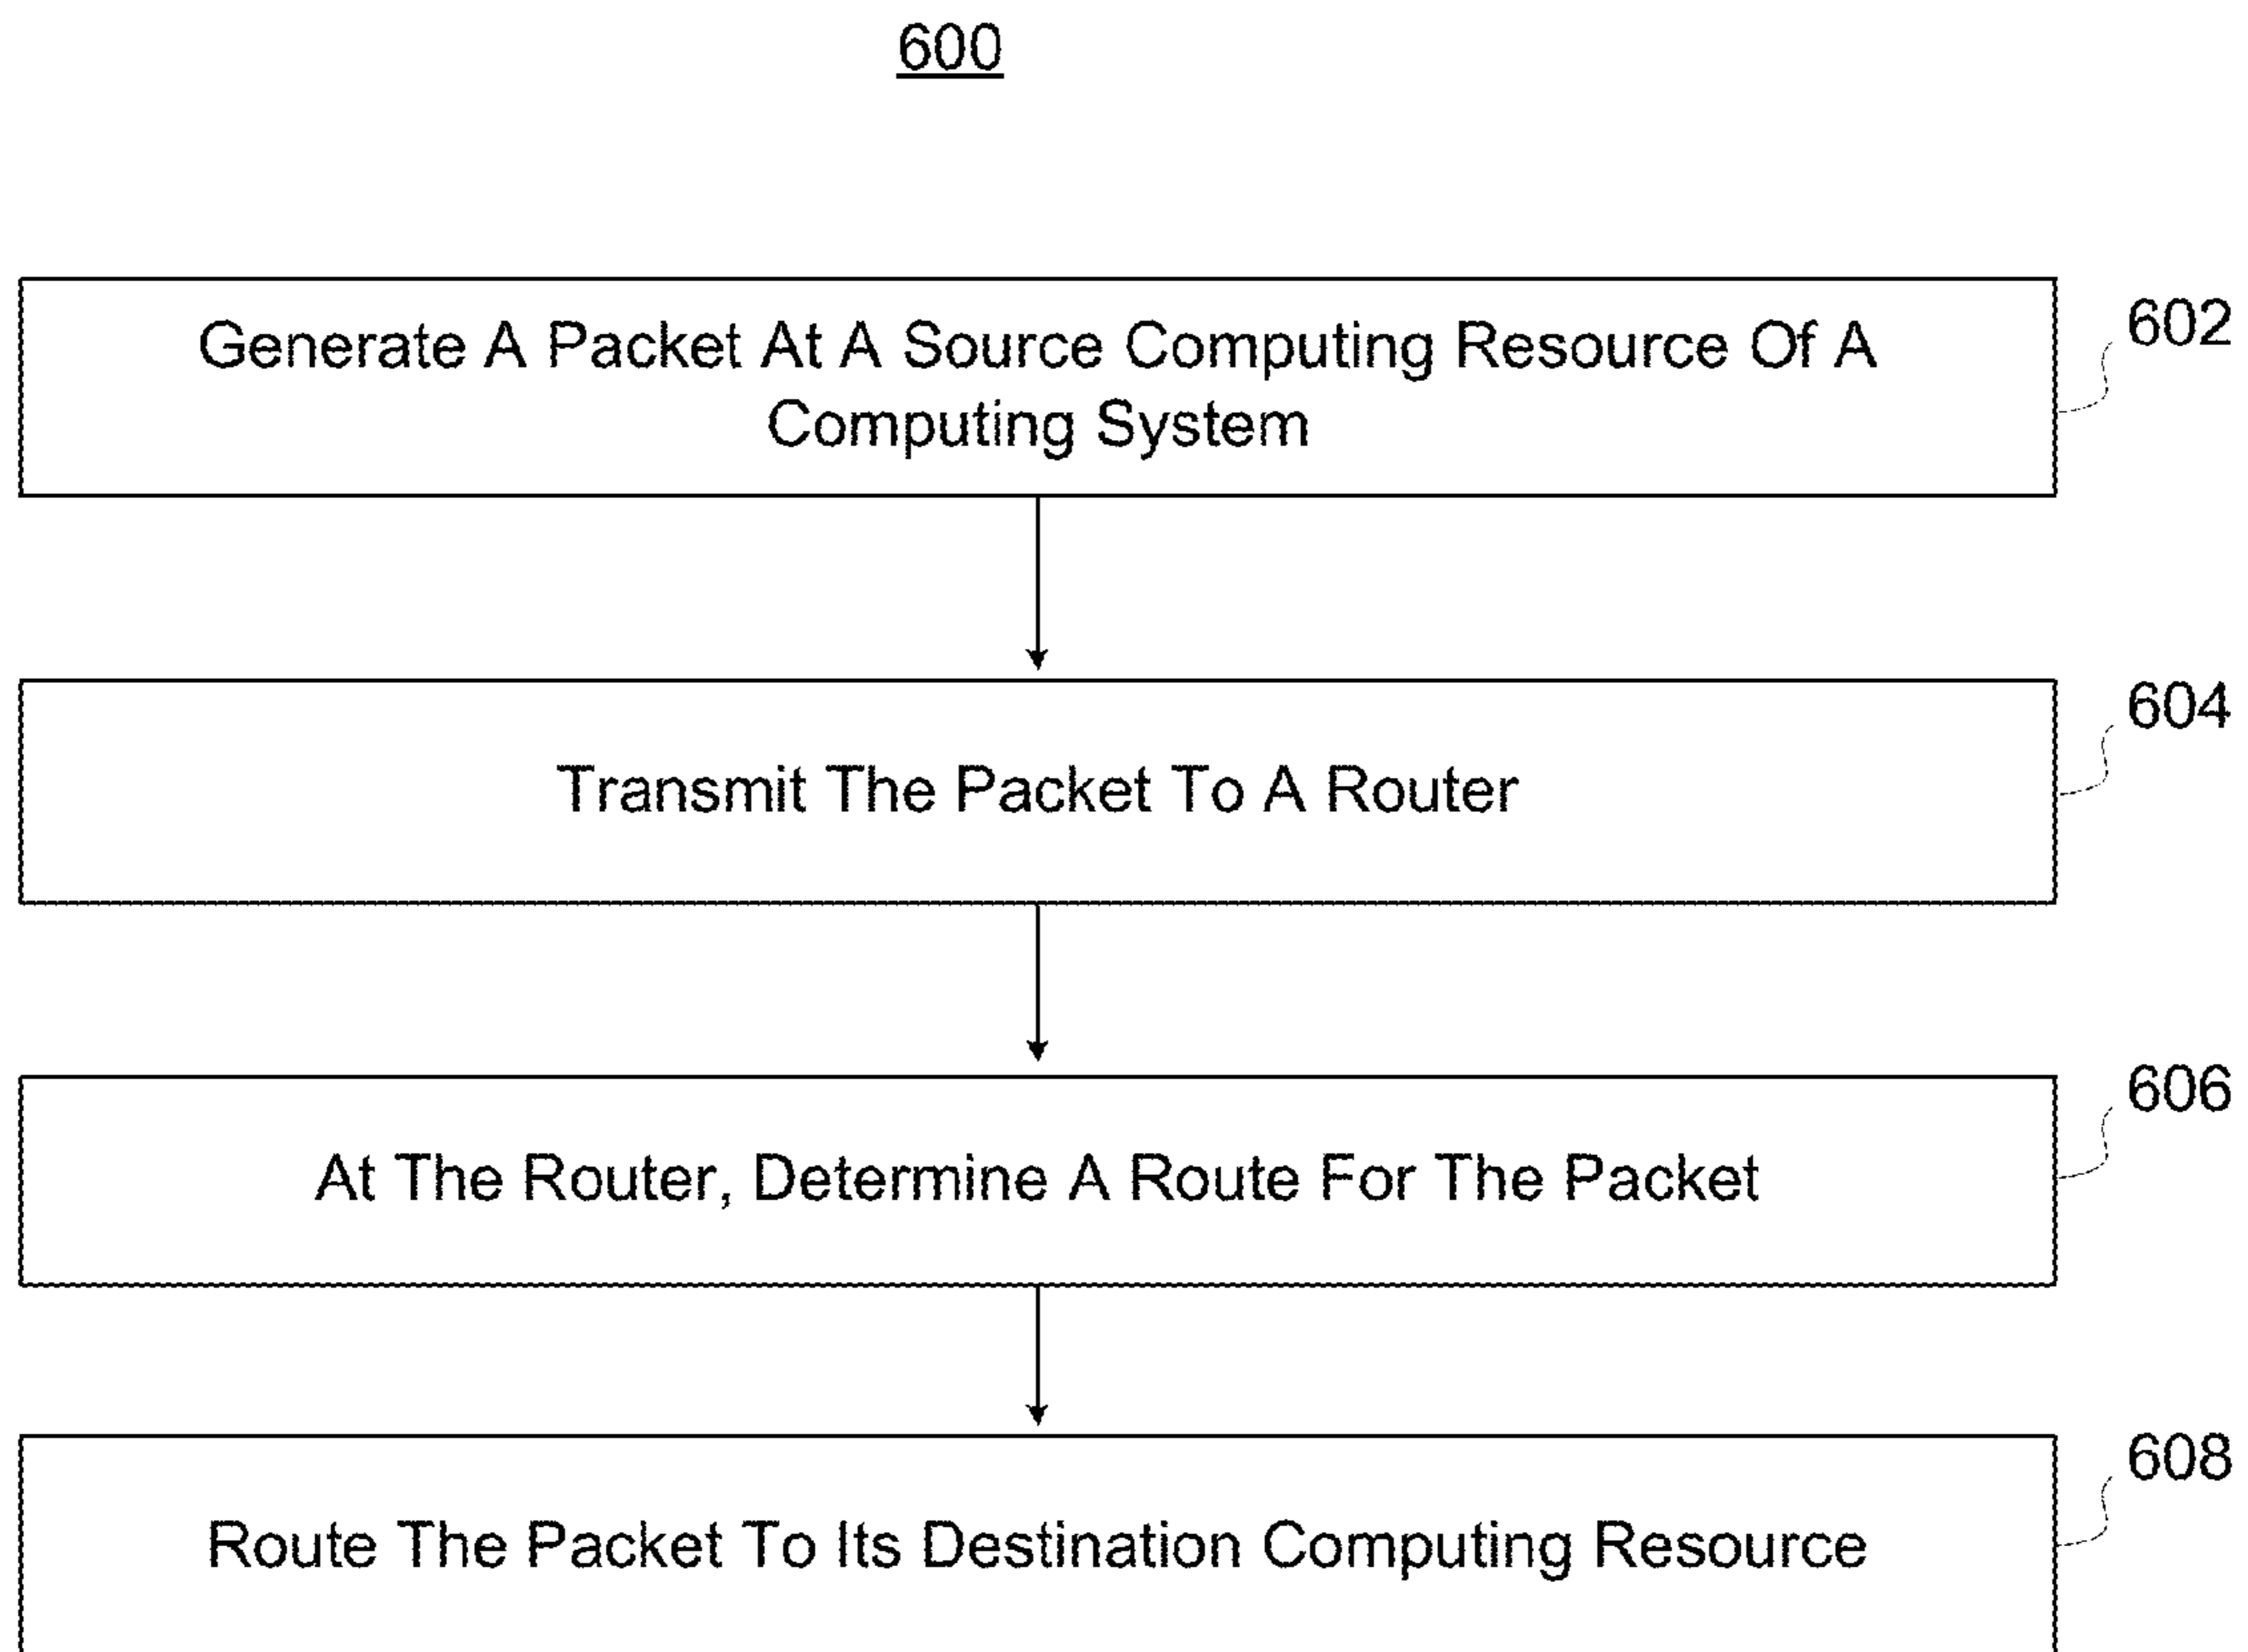 600
Generate A Packet At A Source Computing Resource Of A
Computing System
602
Transmit The Packet To A Router
604
At The Router, Determine A Route For The Packet
606
Route The Packet To Its Destination Computing Resource
608